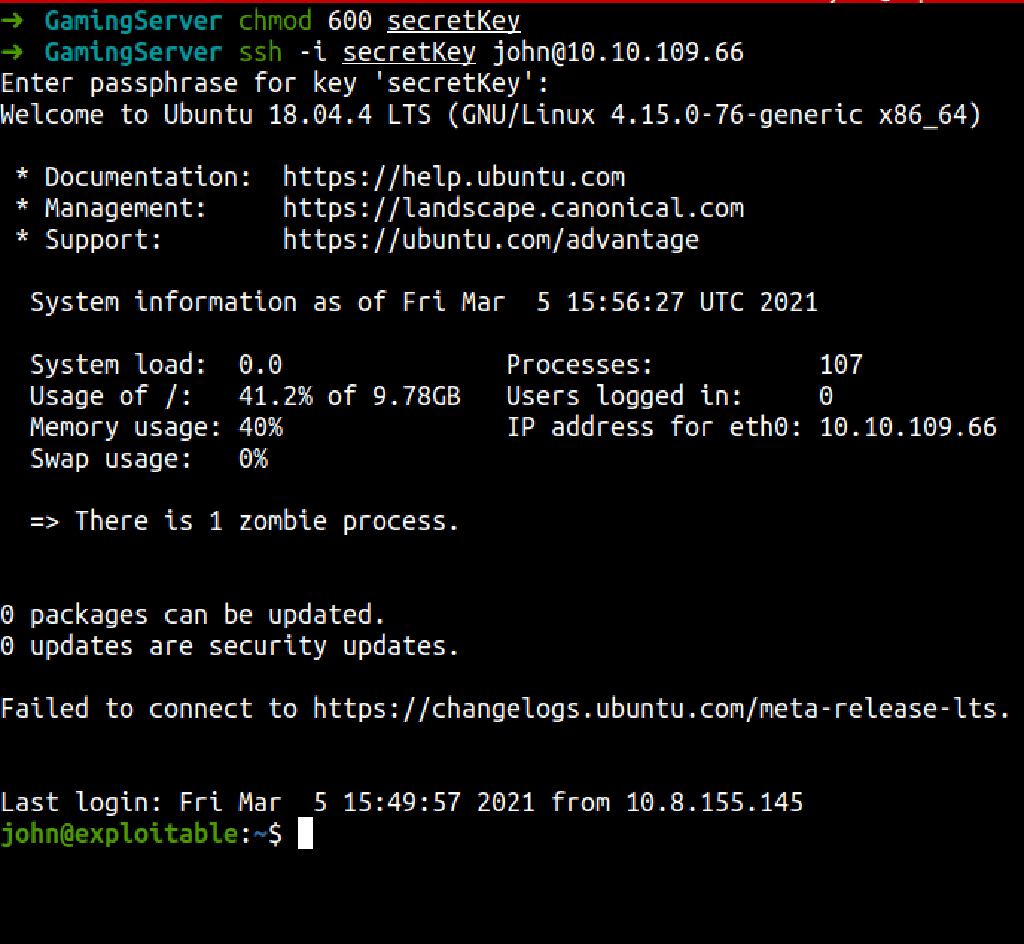 ➜ GamingServer chmod 600 secretKey
➜ GamingServer ssh -i secretKey john@10.10.109.66
Enter passphrase for key 'secretKey':
Welcome to Ubuntu 18.04.4 LTS (GNU/Linux 4.15.0-76-generic x86_64)
* Documentation: https://help.ubuntu.com
* Management: https://landscape.canonical.com
* Support: https://ubuntu.com/advantage
System information as of Fri Mar 5 15:56:27 UTC 2021
System load: 0.0 Processes: 107
Usage of /: 41.2% of 9.78GB Users logged in: 0
Memory usage: 40% IP address for eth0: 10.10.109.66
Swap usage: 0%
=> There is 1 zombie process.
0 packages can be updated.
0 updates are security updates.
Failed to connect to https://changelogs.ubuntu.com/meta-release-lts.
Last login: Fri Mar 5 15:49:57 2021 from 10.8.155.145
john@exploitable:~$